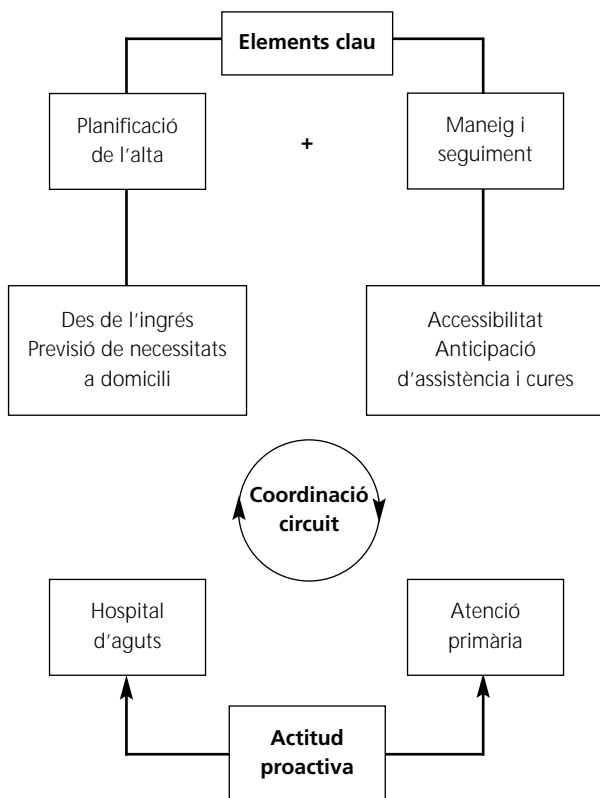 Elements clau
Planificació
de l'alta
+
Maneig i
seguiment
Des de l'ingrés
Previsió de necessitats
a domicili
Accessibilitat
Anticipació
d'assistència i cures
Coordinació
circuit
Hospital
d'aguts
Atenció
primària
Actitud
proactiva